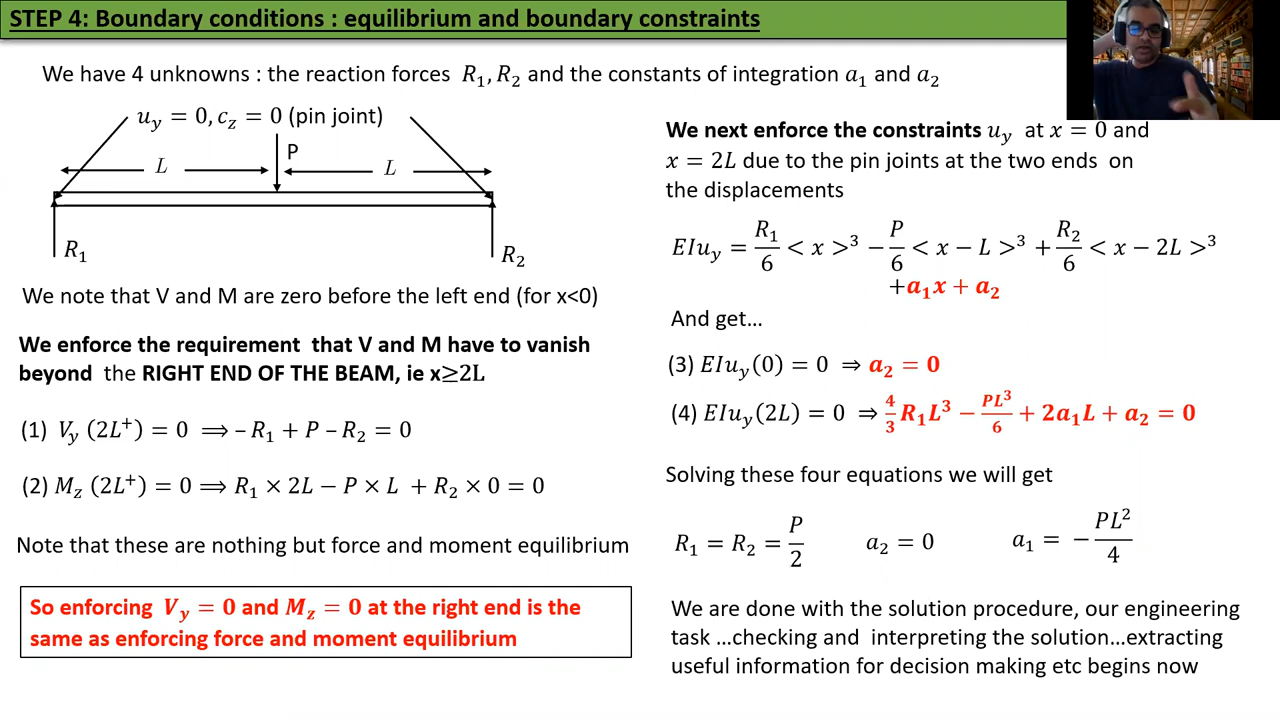 STEP 4: Boundary conditions : equilibrium and boundary constraints
We have 4 unknowns : the reaction forces R₁, R₂ and the constants of integration a₁ and a₂
u_y = 0, c_z = 0 (pin joint)
P
L
L
R₁
R₂
We note that V and M are zero before the left end (for x<0)
We enforce the requirement that V and M have to vanish
beyond the RIGHT END OF THE BEAM, ie x≥2L
(1) V_y (2L⁺) = 0 ⟹ – R₁ + P – R₂ = 0
(2) M_z (2L⁺) = 0 ⟹ R₁ × 2L − P × L + R₂ × 0 = 0
Note that these are nothing but force and moment equilibrium
So enforcing V_y = 0 and M_z = 0 at the right end is the
same as enforcing force and moment equilibrium
We next enforce the constraints u_y at x = 0 and
x = 2L due to the pin joints at the two ends on
the displacements
EIu_y = R₁/6 < x >³ − P/6 < x − L >³ + R₂/6 < x − 2L >³
+a₁x + a₂
And get…
(3) EIu_y(0) = 0 ⇒ a₂ = 0
(4) EIu_y(2L) = 0 ⇒ 4/3 R₁L³ − PL³/6 + 2a₁L + a₂ = 0
Solving these four equations we will get
R₁ = R₂ = P/2 a₂ = 0 a₁ = − PL²/4
We are done with the solution procedure, our engineering
task …checking and interpreting the solution…extracting
useful information for decision making etc begins now